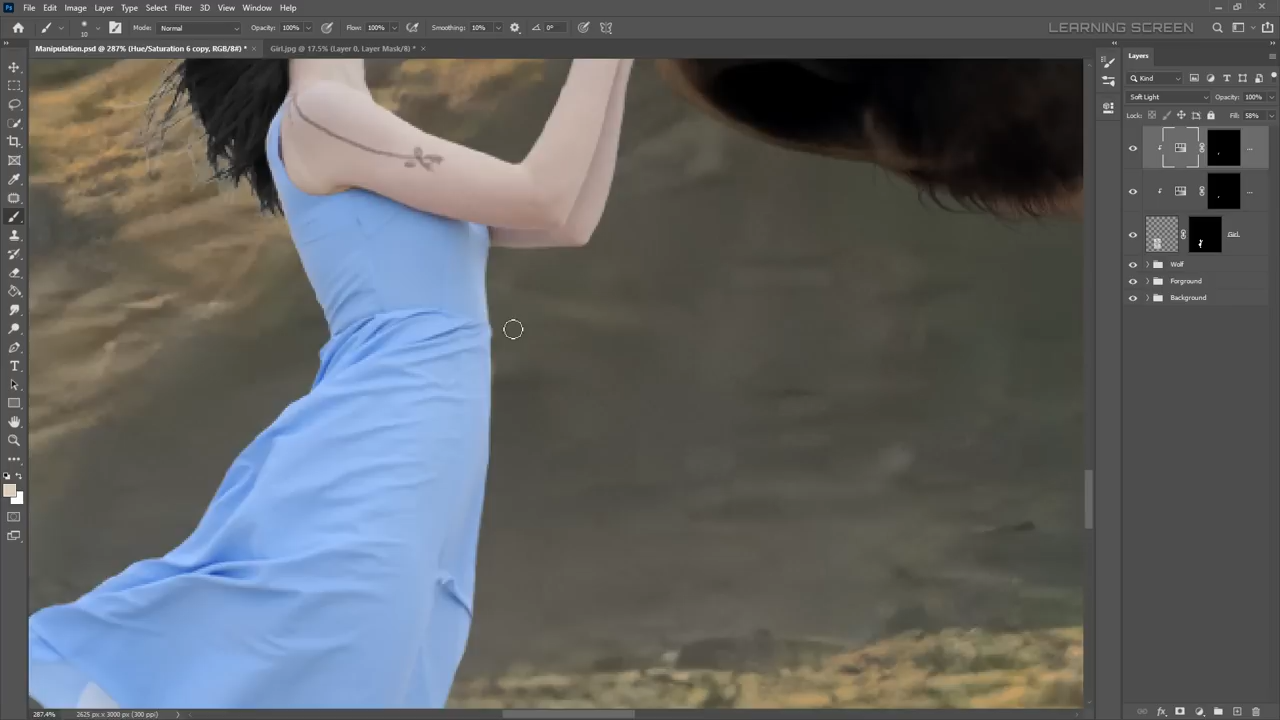 File Edit Image Layer Type Select Filter 3D View Window Help
10 Mode: Normal Opacity: 100% Flow: 100% Smoothing: 10% 0° LEARNING SCREEN
Manipulation.psd @ 287% (Hue/Saturation 6 copy, RGB/8#) * × Girl.jpg @ 17.5% (Layer 0, Layer Mask/8) * ×
Layers
Kind
Soft Light Opacity: 100%
Lock: Fill: 58%
...
...
Girl
Wolf
Forground
Background
287.4% 2625 px x 3000 px (300 ppi)